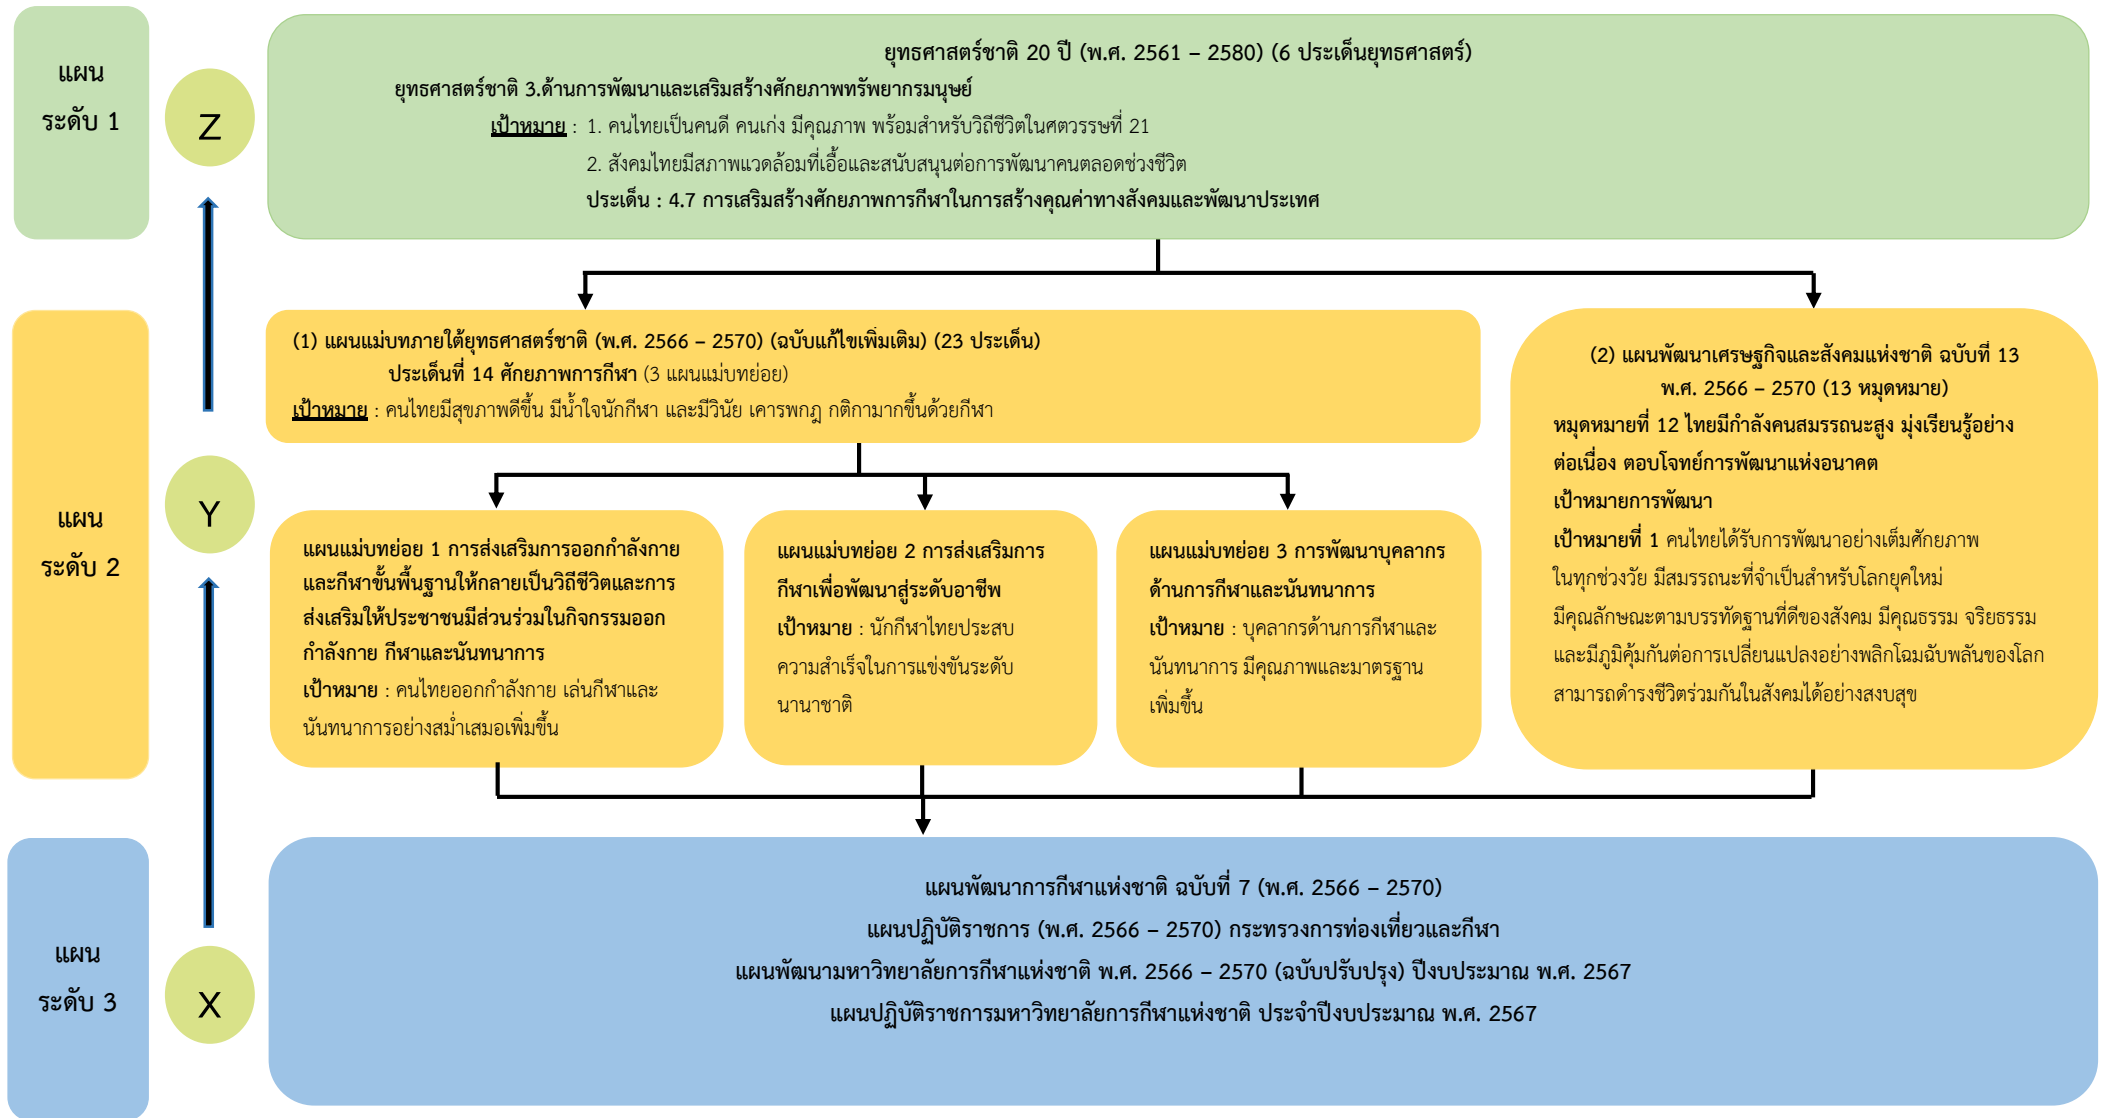 แผน
ระดับ 1
Z
ยุทธศาสตร์ชาติ 20 ปี (พ.ศ. 2561 – 2580) (6 ประเด็นยุทธศาสตร์)
ยุทธศาสตร์ชาติ 3.ด้านการพัฒนาและเสริมสร้างศักยภาพทรัพยากรมนุษย์
เป้าหมาย : 1. คนไทยเป็นคนดี คนเก่ง มีคุณภาพ พร้อมสำหรับวิถีชีวิตในศตวรรษที่ 21
2. สังคมไทยมีสภาพแวดล้อมที่เอื้อและสนับสนุนต่อการพัฒนาคนตลอดช่วงชีวิต
ประเด็น : 4.7 การเสริมสร้างศักยภาพการกีฬาในการสร้างคุณค่าทางสังคมและพัฒนาประเทศ
แผน
ระดับ 2
Y
(1) แผนแม่บทภายใต้ยุทธศาสตร์ชาติ (พ.ศ. 2566 – 2570) (ฉบับแก้ไขเพิ่มเติม) (23 ประเด็น)
ประเด็นที่ 14 ศักยภาพการกีฬา (3 แผนแม่บทย่อย)
เป้าหมาย : คนไทยมีสุขภาพดีขึ้น มีน้ำใจนักกีฬา และมีวินัย เคารพกฎ กติกามากขึ้นด้วยกีฬา
แผนแม่บทย่อย 1 การส่งเสริมการออกกำลังกาย
และกีฬาขั้นพื้นฐานให้กลายเป็นวิถีชีวิตและการ
ส่งเสริมให้ประชาชนมีส่วนร่วมในกิจกรรมออก
กำลังกาย กีฬาและนันทนาการ
เป้าหมาย : คนไทยออกกำลังกาย เล่นกีฬาและ
นันทนาการอย่างสม่ำเสมอเพิ่มขึ้น
แผนแม่บทย่อย 2 การส่งเสริมการ
กีฬาเพื่อพัฒนาสู่ระดับอาชีพ
เป้าหมาย : นักกีฬาไทยประสบ
ความสำเร็จในการแข่งขันระดับ
นานาชาติ
แผนแม่บทย่อย 3 การพัฒนาบุคลากร
ด้านการกีฬาและนันทนาการ
เป้าหมาย : บุคลากรด้านการกีฬาและ
นันทนาการ มีคุณภาพและมาตรฐาน
เพิ่มขึ้น
(2) แผนพัฒนาเศรษฐกิจและสังคมแห่งชาติ ฉบับที่ 13
พ.ศ. 2566 – 2570 (13 หมุดหมาย)
หมุดหมายที่ 12 ไทยมีกำลังคนสมรรถนะสูง มุ่งเรียนรู้อย่าง
ต่อเนื่อง ตอบโจทย์การพัฒนาแห่งอนาคต
เป้าหมายการพัฒนา
เป้าหมายที่ 1 คนไทยได้รับการพัฒนาอย่างเต็มศักยภาพ
ในทุกช่วงวัย มีสมรรถนะที่จำเป็นสำหรับโลกยุคใหม่
มีคุณลักษณะตามบรรทัดฐานที่ดีของสังคม มีคุณธรรม จริยธรรม
และมีภูมิคุ้มกันต่อการเปลี่ยนแปลงอย่างพลิกโฉมฉับพลันของโลก
สามารถดำรงชีวิตร่วมกันในสังคมได้อย่างสงบสุข
แผน
ระดับ 3
X
แผนพัฒนาการกีฬาแห่งชาติ ฉบับที่ 7 (พ.ศ. 2566 – 2570)
แผนปฏิบัติราชการ (พ.ศ. 2566 – 2570) กระทรวงการท่องเที่ยวและกีฬา
แผนพัฒนามหาวิทยาลัยการกีฬาแห่งชาติ พ.ศ. 2566 – 2570 (ฉบับปรับปรุง) ปีงบประมาณ พ.ศ. 2567
แผนปฏิบัติราชการมหาวิทยาลัยการกีฬาแห่งชาติ ประจำปีงบประมาณ พ.ศ. 2567